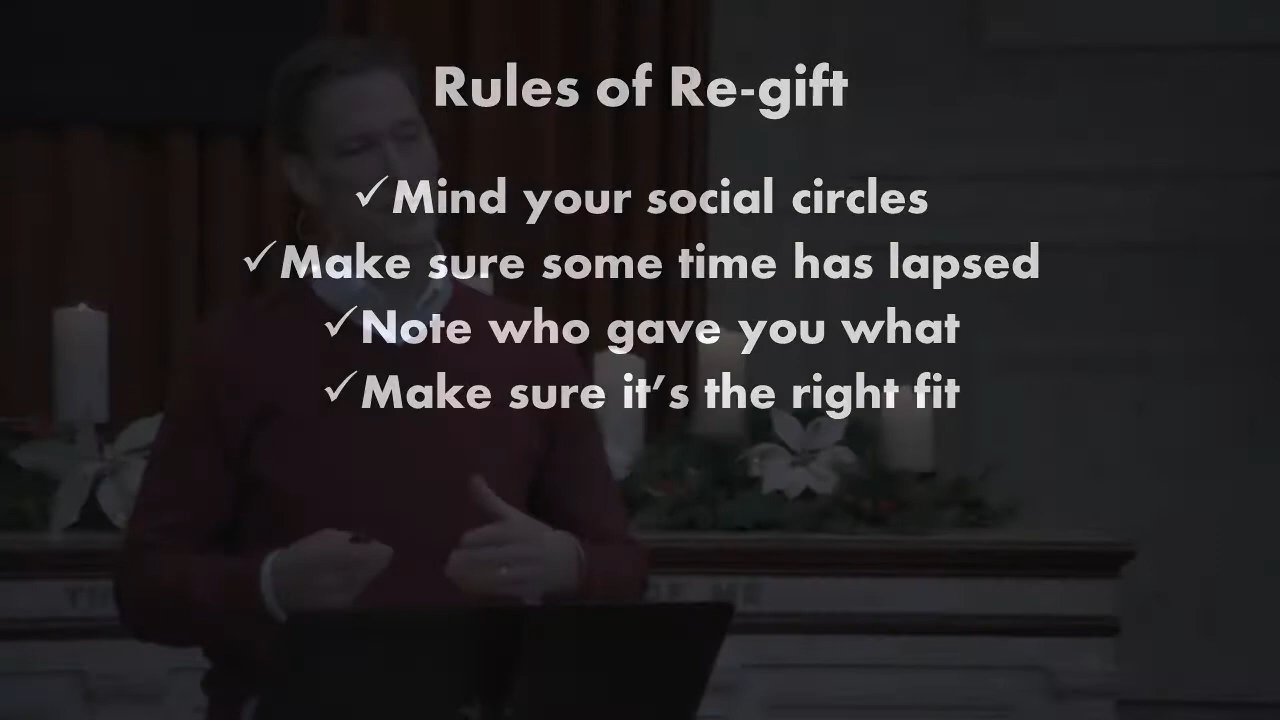 Rules of Re-gift
✓Mind your social circles
✓Make sure some time has lapsed
✓Note who gave you what
✓Make sure it’s the right fit